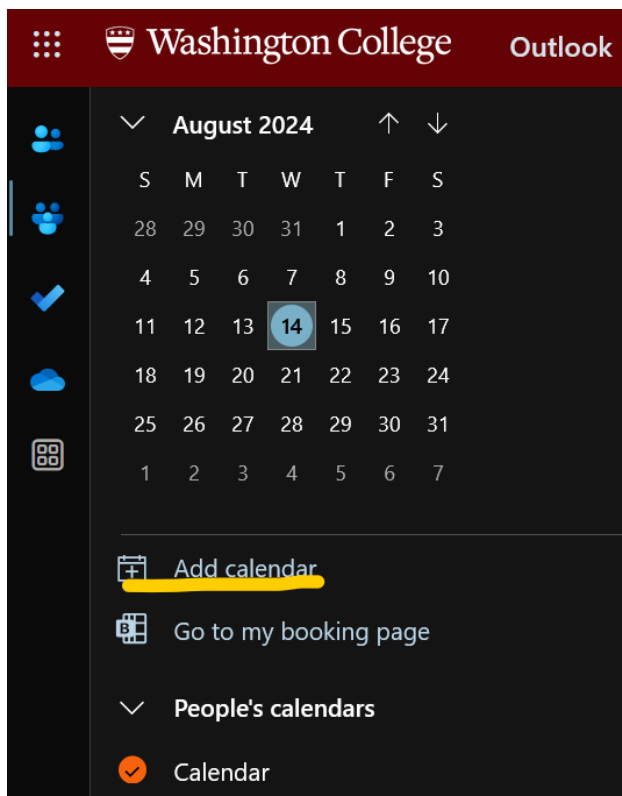 Washington College Outlook
August 2024
S M T W T F S
28 29 30 31 1 2 3
4 5 6 7 8 9 10
11 12 13 14 15 16 17
18 19 20 21 22 23 24
25 26 27 28 29 30 31
1 2 3 4 5 6 7
Add calendar
B Go to my booking page
People's calendars
Calendar